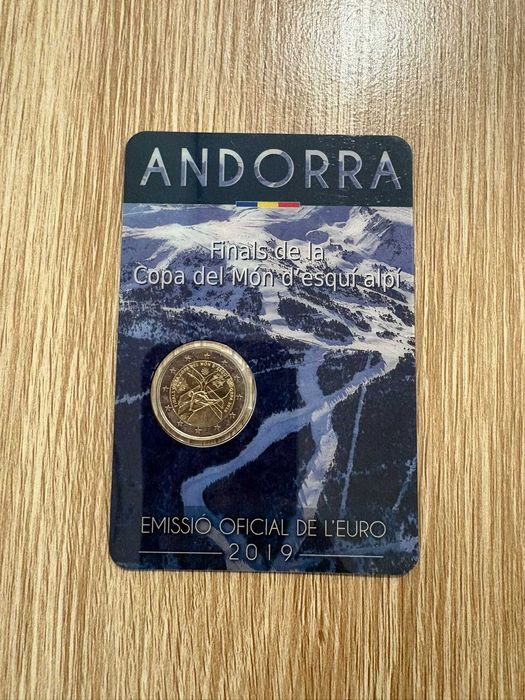 ANDORRA
Finals de la
Copa del Món d'esquí alpí
EMISSIÓ OFICIAL DE L'EURO
2019